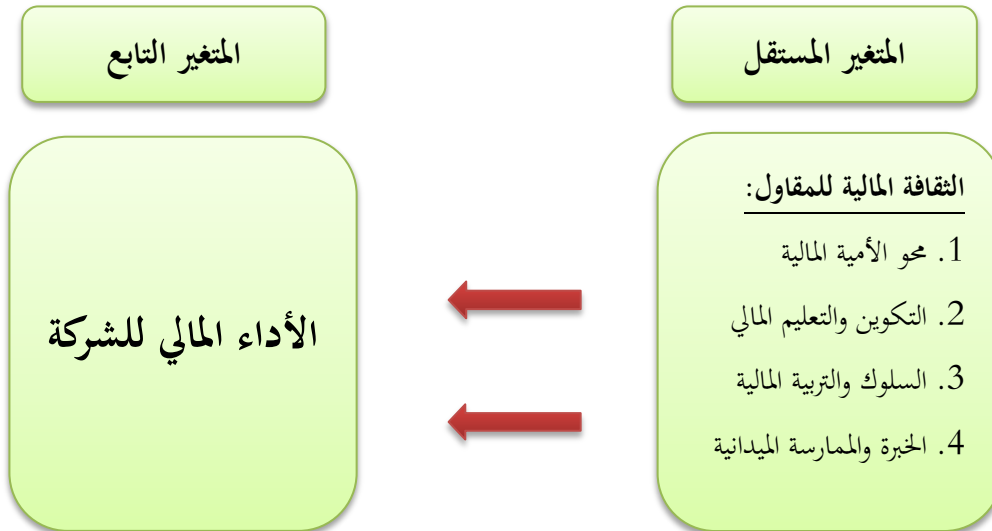 المتغير المستقل
المتغير التابع
الثقافة المالية للمقاول:
1. محو الأمية المالية
2. التكوين والتعليم المالي
3. السلوك والتربية المالية
4. الخبرة والممارسة الميدانية
الأداء المالي للشركة